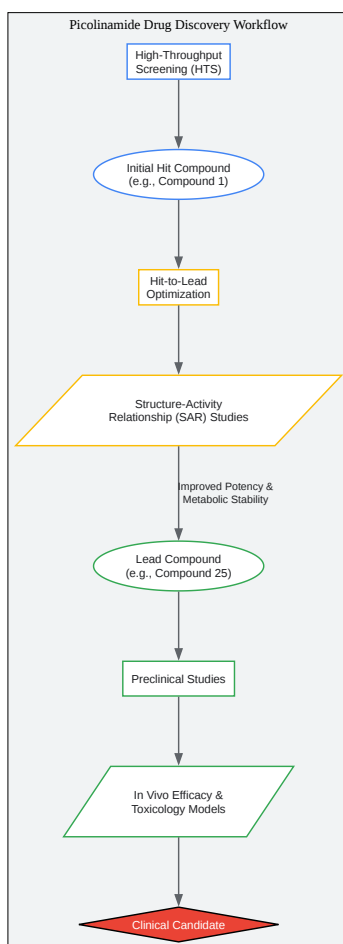 Picolinamide Drug Discovery Workflow
High-Throughput
Screening (HTS)
Initial Hit Compound
(e.g., Compound 1)
Hit-to-Lead
Optimization
Structure-Activity
Relationship (SAR) Studies
Improved Potency &
Metabolic Stability
Lead Compound
(e.g., Compound 25)
Preclinical Studies
In Vivo Efficacy &
Toxicology Models
Clinical Candidate